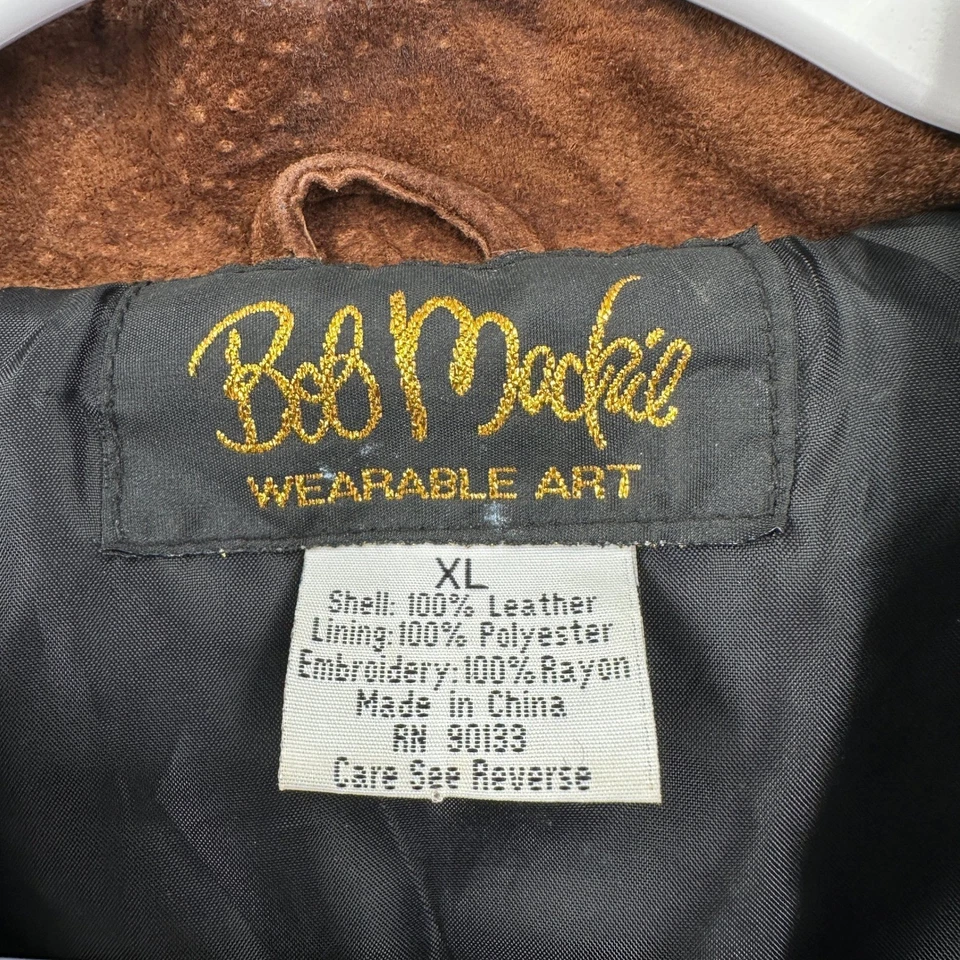 Bob Mackie
WEARABLE ART
XL
Shell: 100% Leather
Lining: 100% Polyester
Embroidery: 100% Rayon
Made in China
RN 90133
Care See Reverse